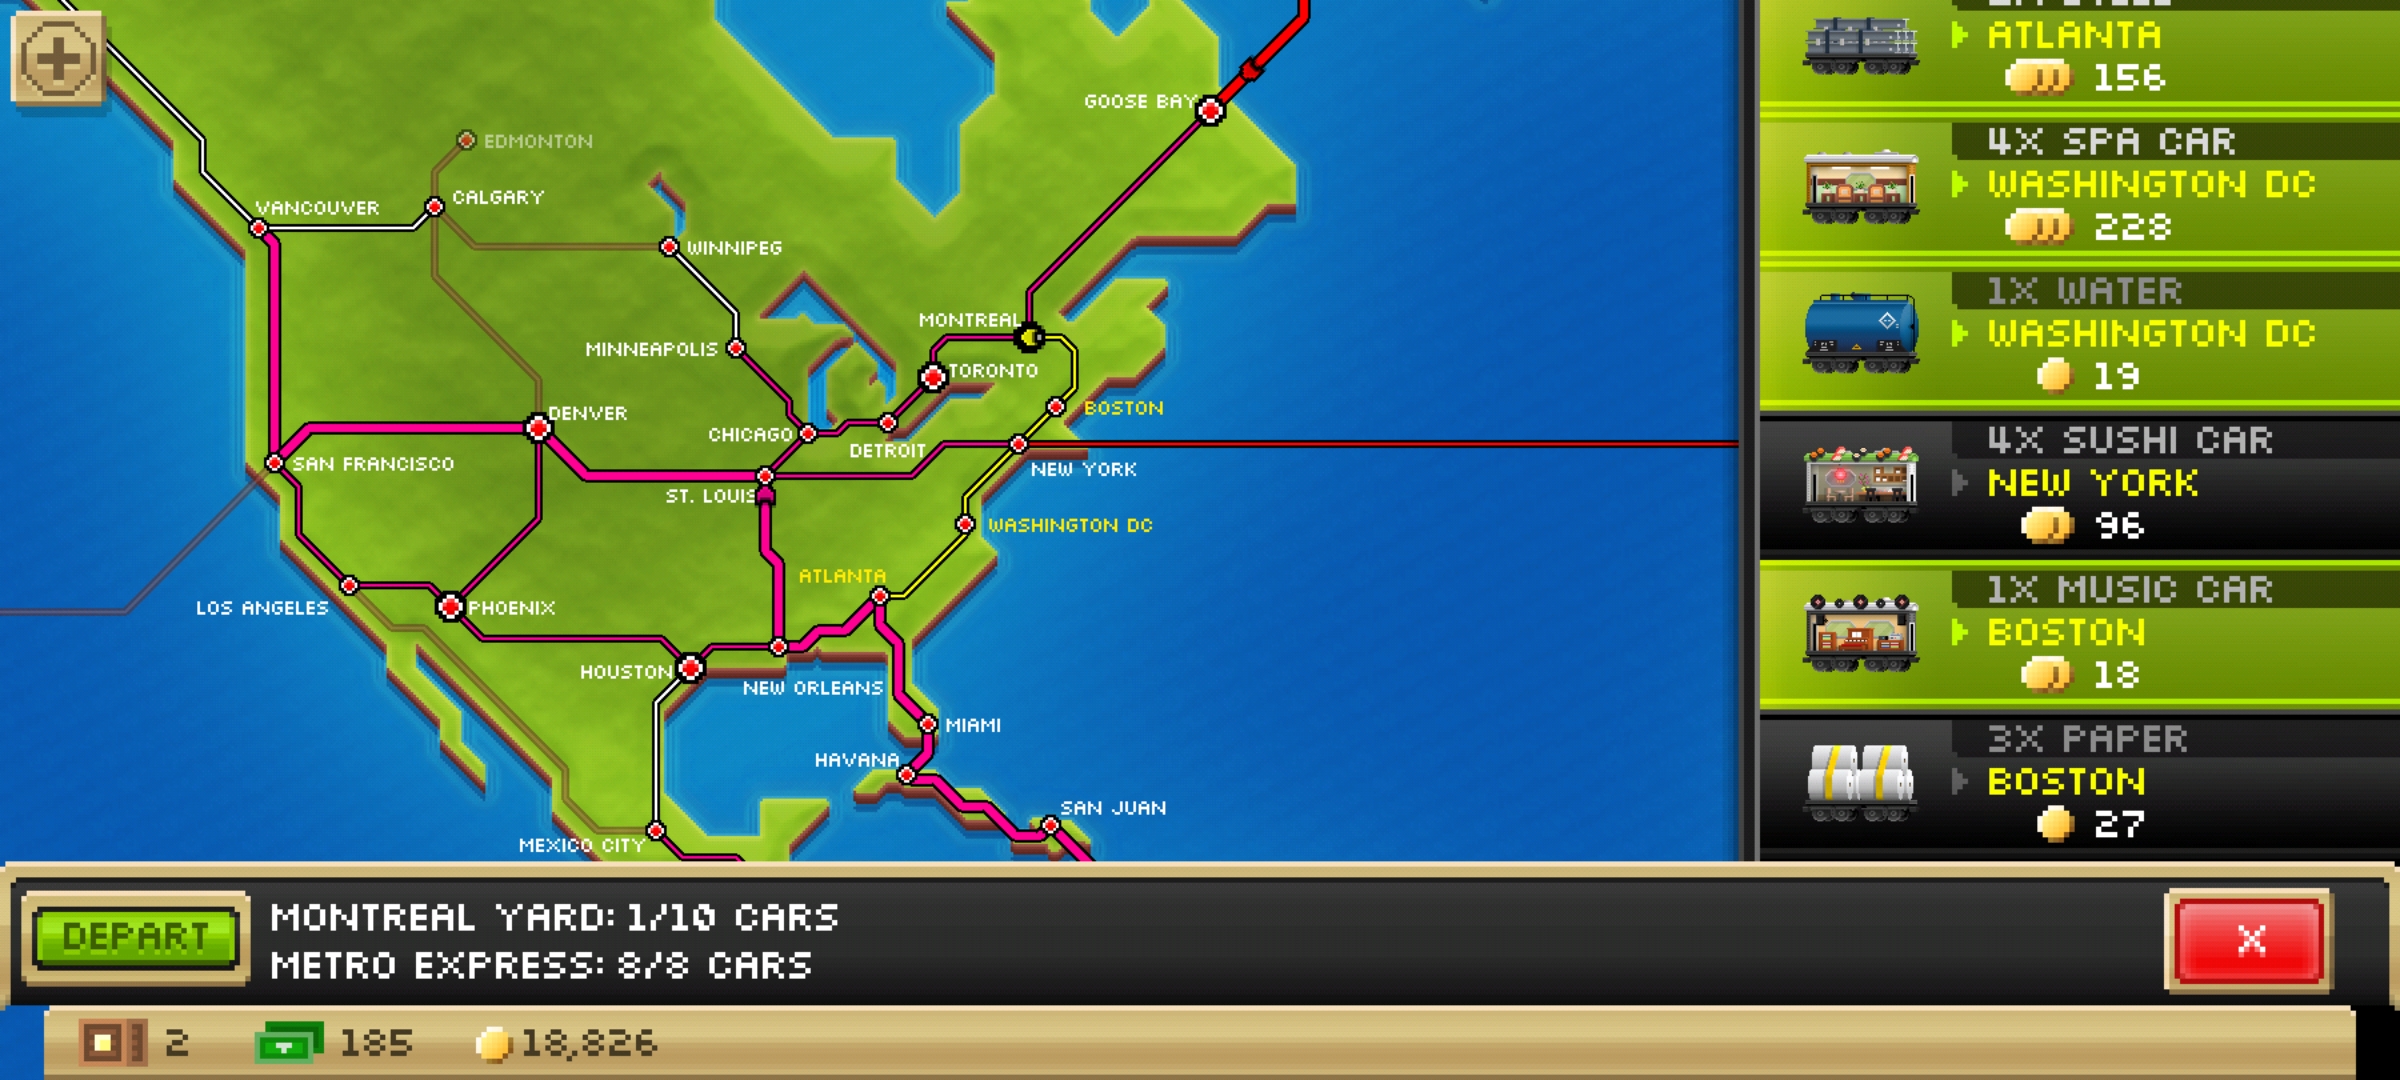 EDMONTON
CALGARY
VANCOUVER
WINNIPEG
GOOSE BAY
MONTREAL
MINNEAPOLIS
TORONTO
DENVER
BOSTON
CHICAGO
DETROIT
SAN FRANCISCO
NEW YORK
ST. LOUIS
WASHINGTON DC
ATLANTA
LOS ANGELES
PHOENIX
HOUSTON
NEW ORLEANS
MIAMI
HAVANA
SAN JUAN
MEXICO CITY
ATLANTA
156
4X SPA CAR
WASHINGTON DC
228
1X WATER
WASHINGTON DC
19
4X SUSHI CAR
NEW YORK
96
1X MUSIC CAR
BOSTON
18
3X PAPER
BOSTON
27
DEPART
MONTREAL YARD: 1/10 CARS
METRO EXPRESS: 8/8 CARS
X
2
185
18,826